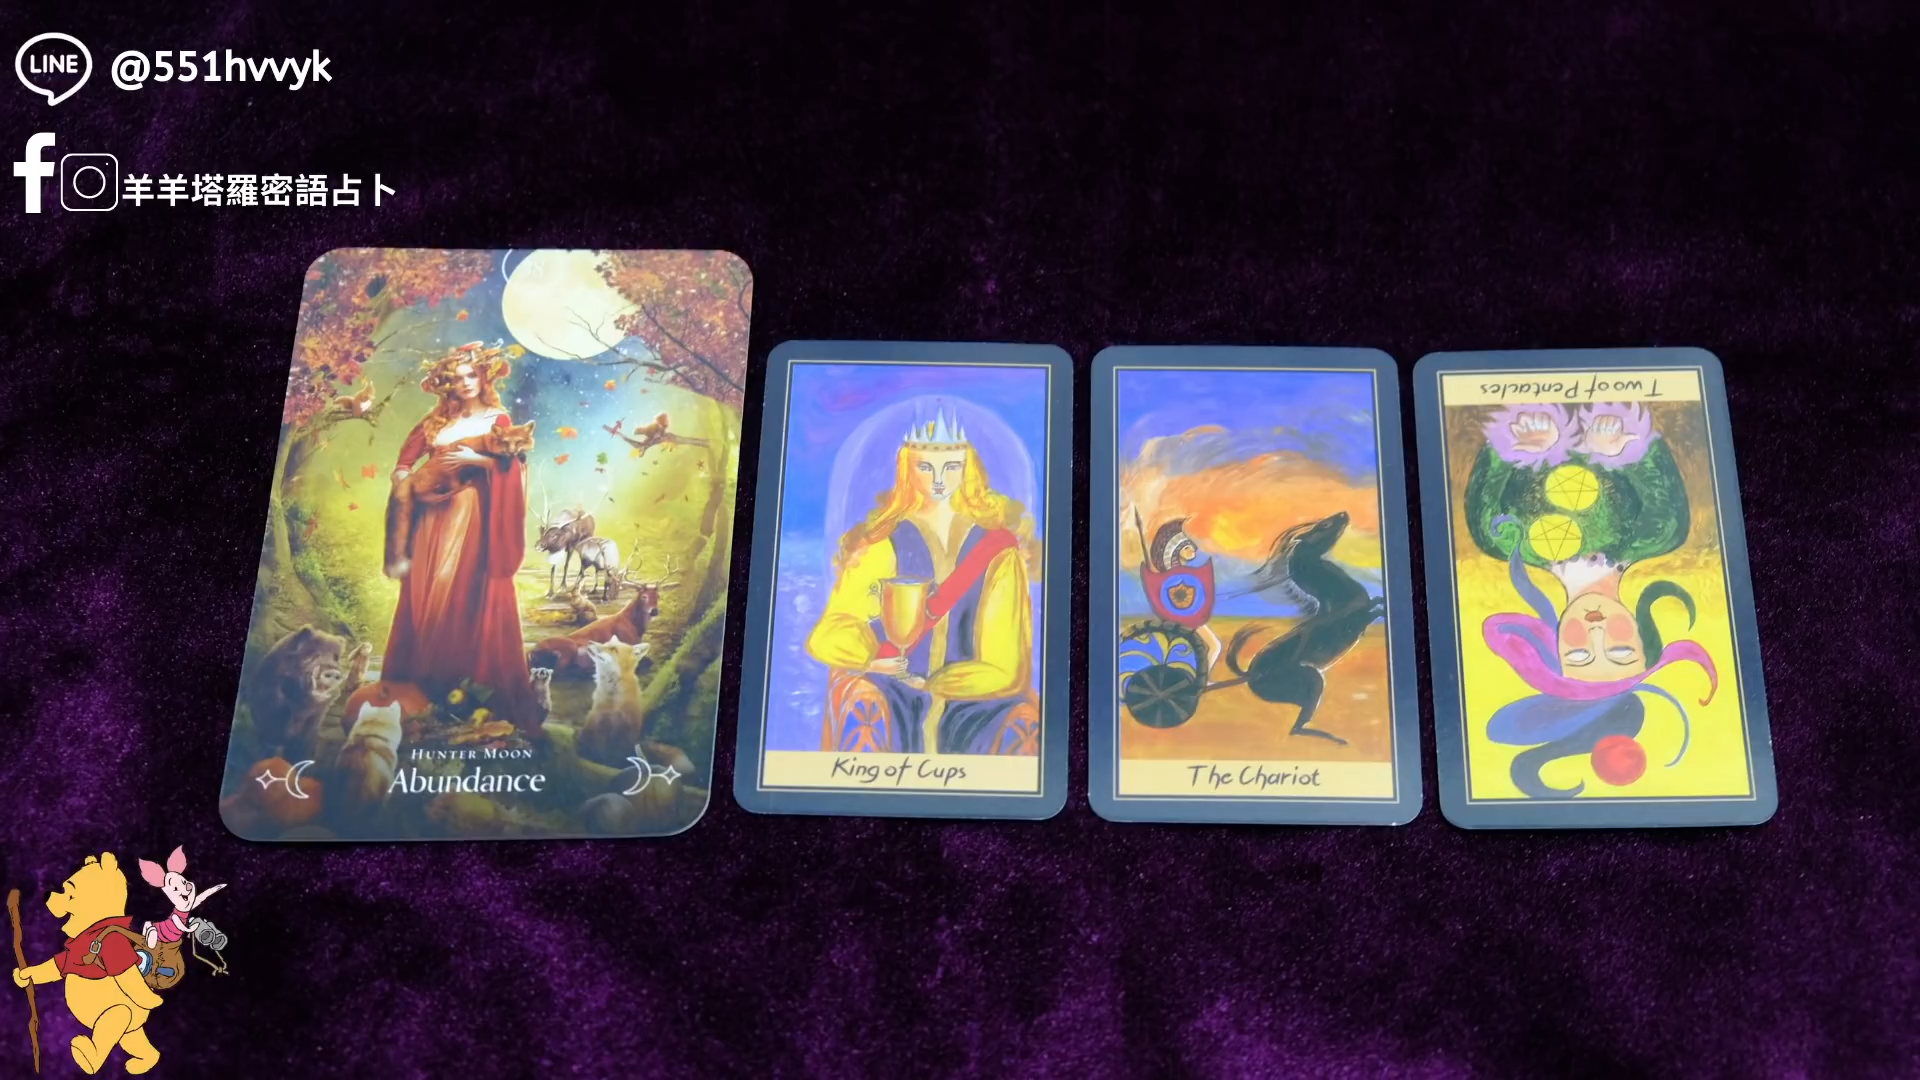 LINE
@551hvvyk
羊羊塔羅密語占卜
HUNTER MOON
Abundance
King of Cups
The Chariot
Two of Pentacles